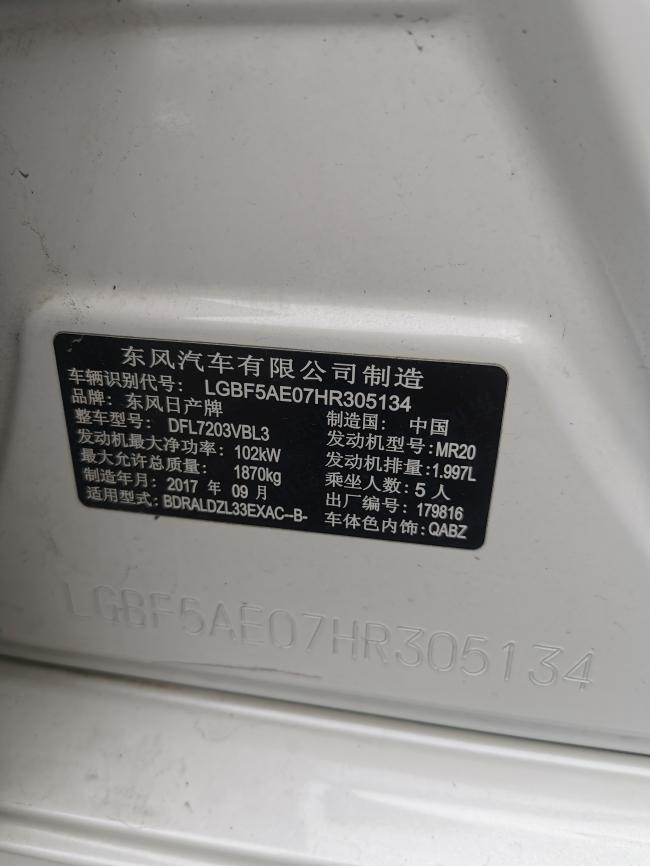 东风汽车有限公司制造
车辆识别代号: LGBF5AE07HR305134
品牌: 东风日产牌 制造国: 中国
整车型号: DFL7203VBL3 发动机型号: MR20
发动机最大净功率: 102kW 发动机排量: 1.997L
最大允许总质量: 1870kg 乘坐人数: 5 人
制造年月: 2017 年 09 月 出厂编号: 179816
适用型式: BDRALDZL33EXAC--B- 车体色内饰: QABZ
LGBF5AE07HR305134